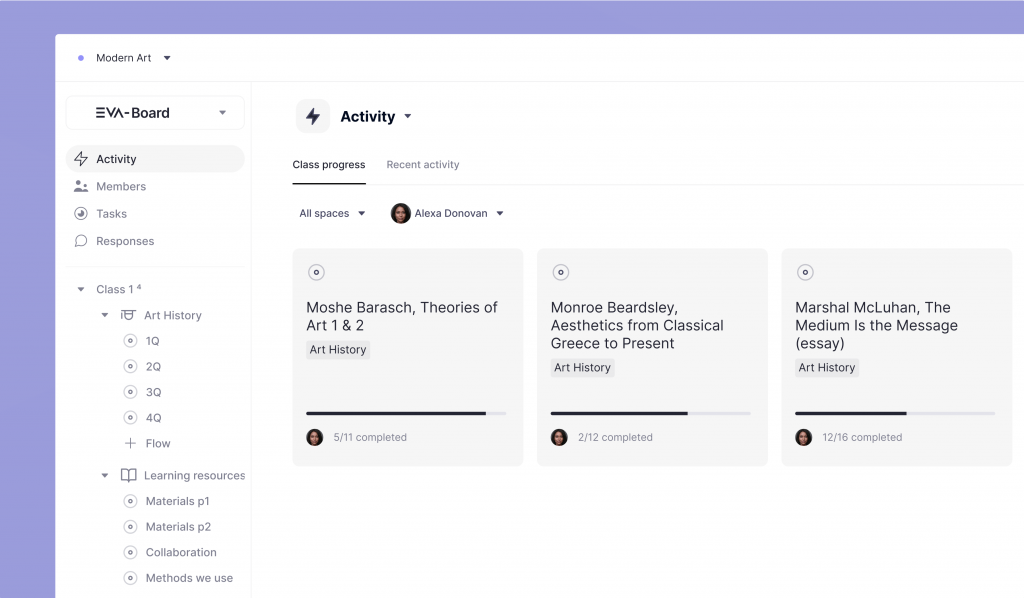 Modern Art
EVA-Board
Activity
Members
Tasks
Responses
Class 1 4
Art History
1Q
2Q
3Q
4Q
Flow
Learning resources
Materials p1
Materials p2
Collaboration
Methods we use
Activity
Class progress
Recent activity
All spaces
Alexa Donovan
Moshe Barasch, Theories of
Art 1 & 2
Art History
5/11 completed
Monroe Beardsley,
Aesthetics from Classical
Greece to Present
Art History
2/12 completed
Marshal McLuhan, The
Medium Is the Message
(essay)
Art History
12/16 completed